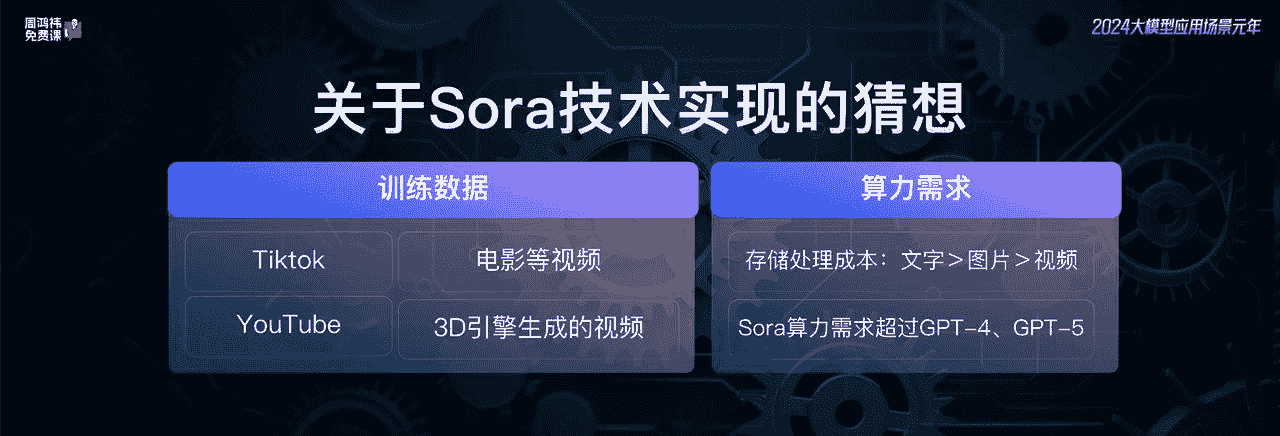 周鸿祎
免费课
2024大模型应用场景元年
关于Sora技术实现的猜想
训练数据
Tiktok
电影等视频
YouTube
3D引擎生成的视频
算力需求
存储处理成本：文字＞图片＞视频
Sora算力需求超过GPT-4、GPT-5